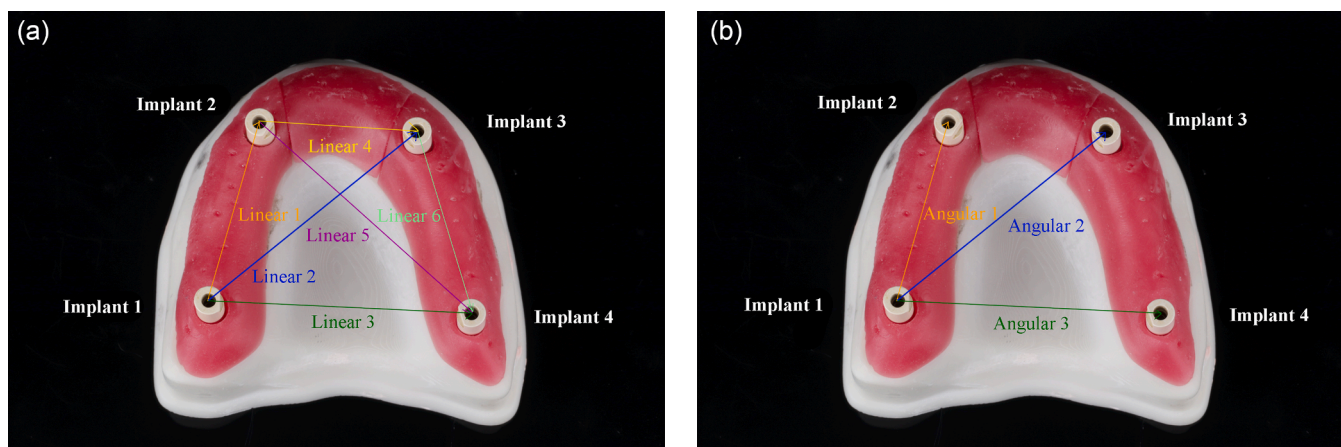 (a)
Implant 2
Implant 3
Linear 4
Linear 1
Linear 6
Linear 5
Linear 2
Implant 1
Linear 3
Implant 4
(b)
Implant 2
Implant 3
Angular 1
Angular 2
Implant 1
Angular 3
Implant 4